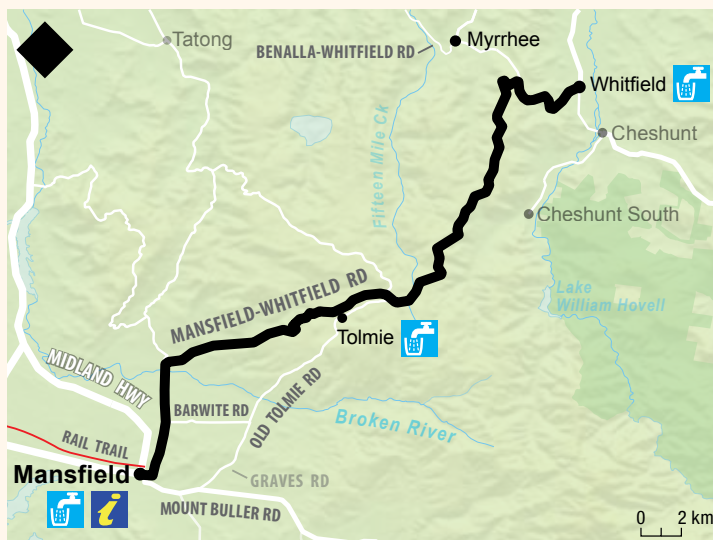 Tatong
Myrrhee
BENALLA-WHITFIELD RD
Whitfield
Cheshunt
Fifteen Mile Ck
Cheshunt South
MANSFIELD-WHITFIELD RD
Lake
William Hovell
Tolmie
MIDLAND HWY
OLD TOLMIE RD
BARWITE RD
Broken River
RAIL TRAIL
Mansfield
GRAVES RD
i
MOUNT BULLER RD
0 2 km